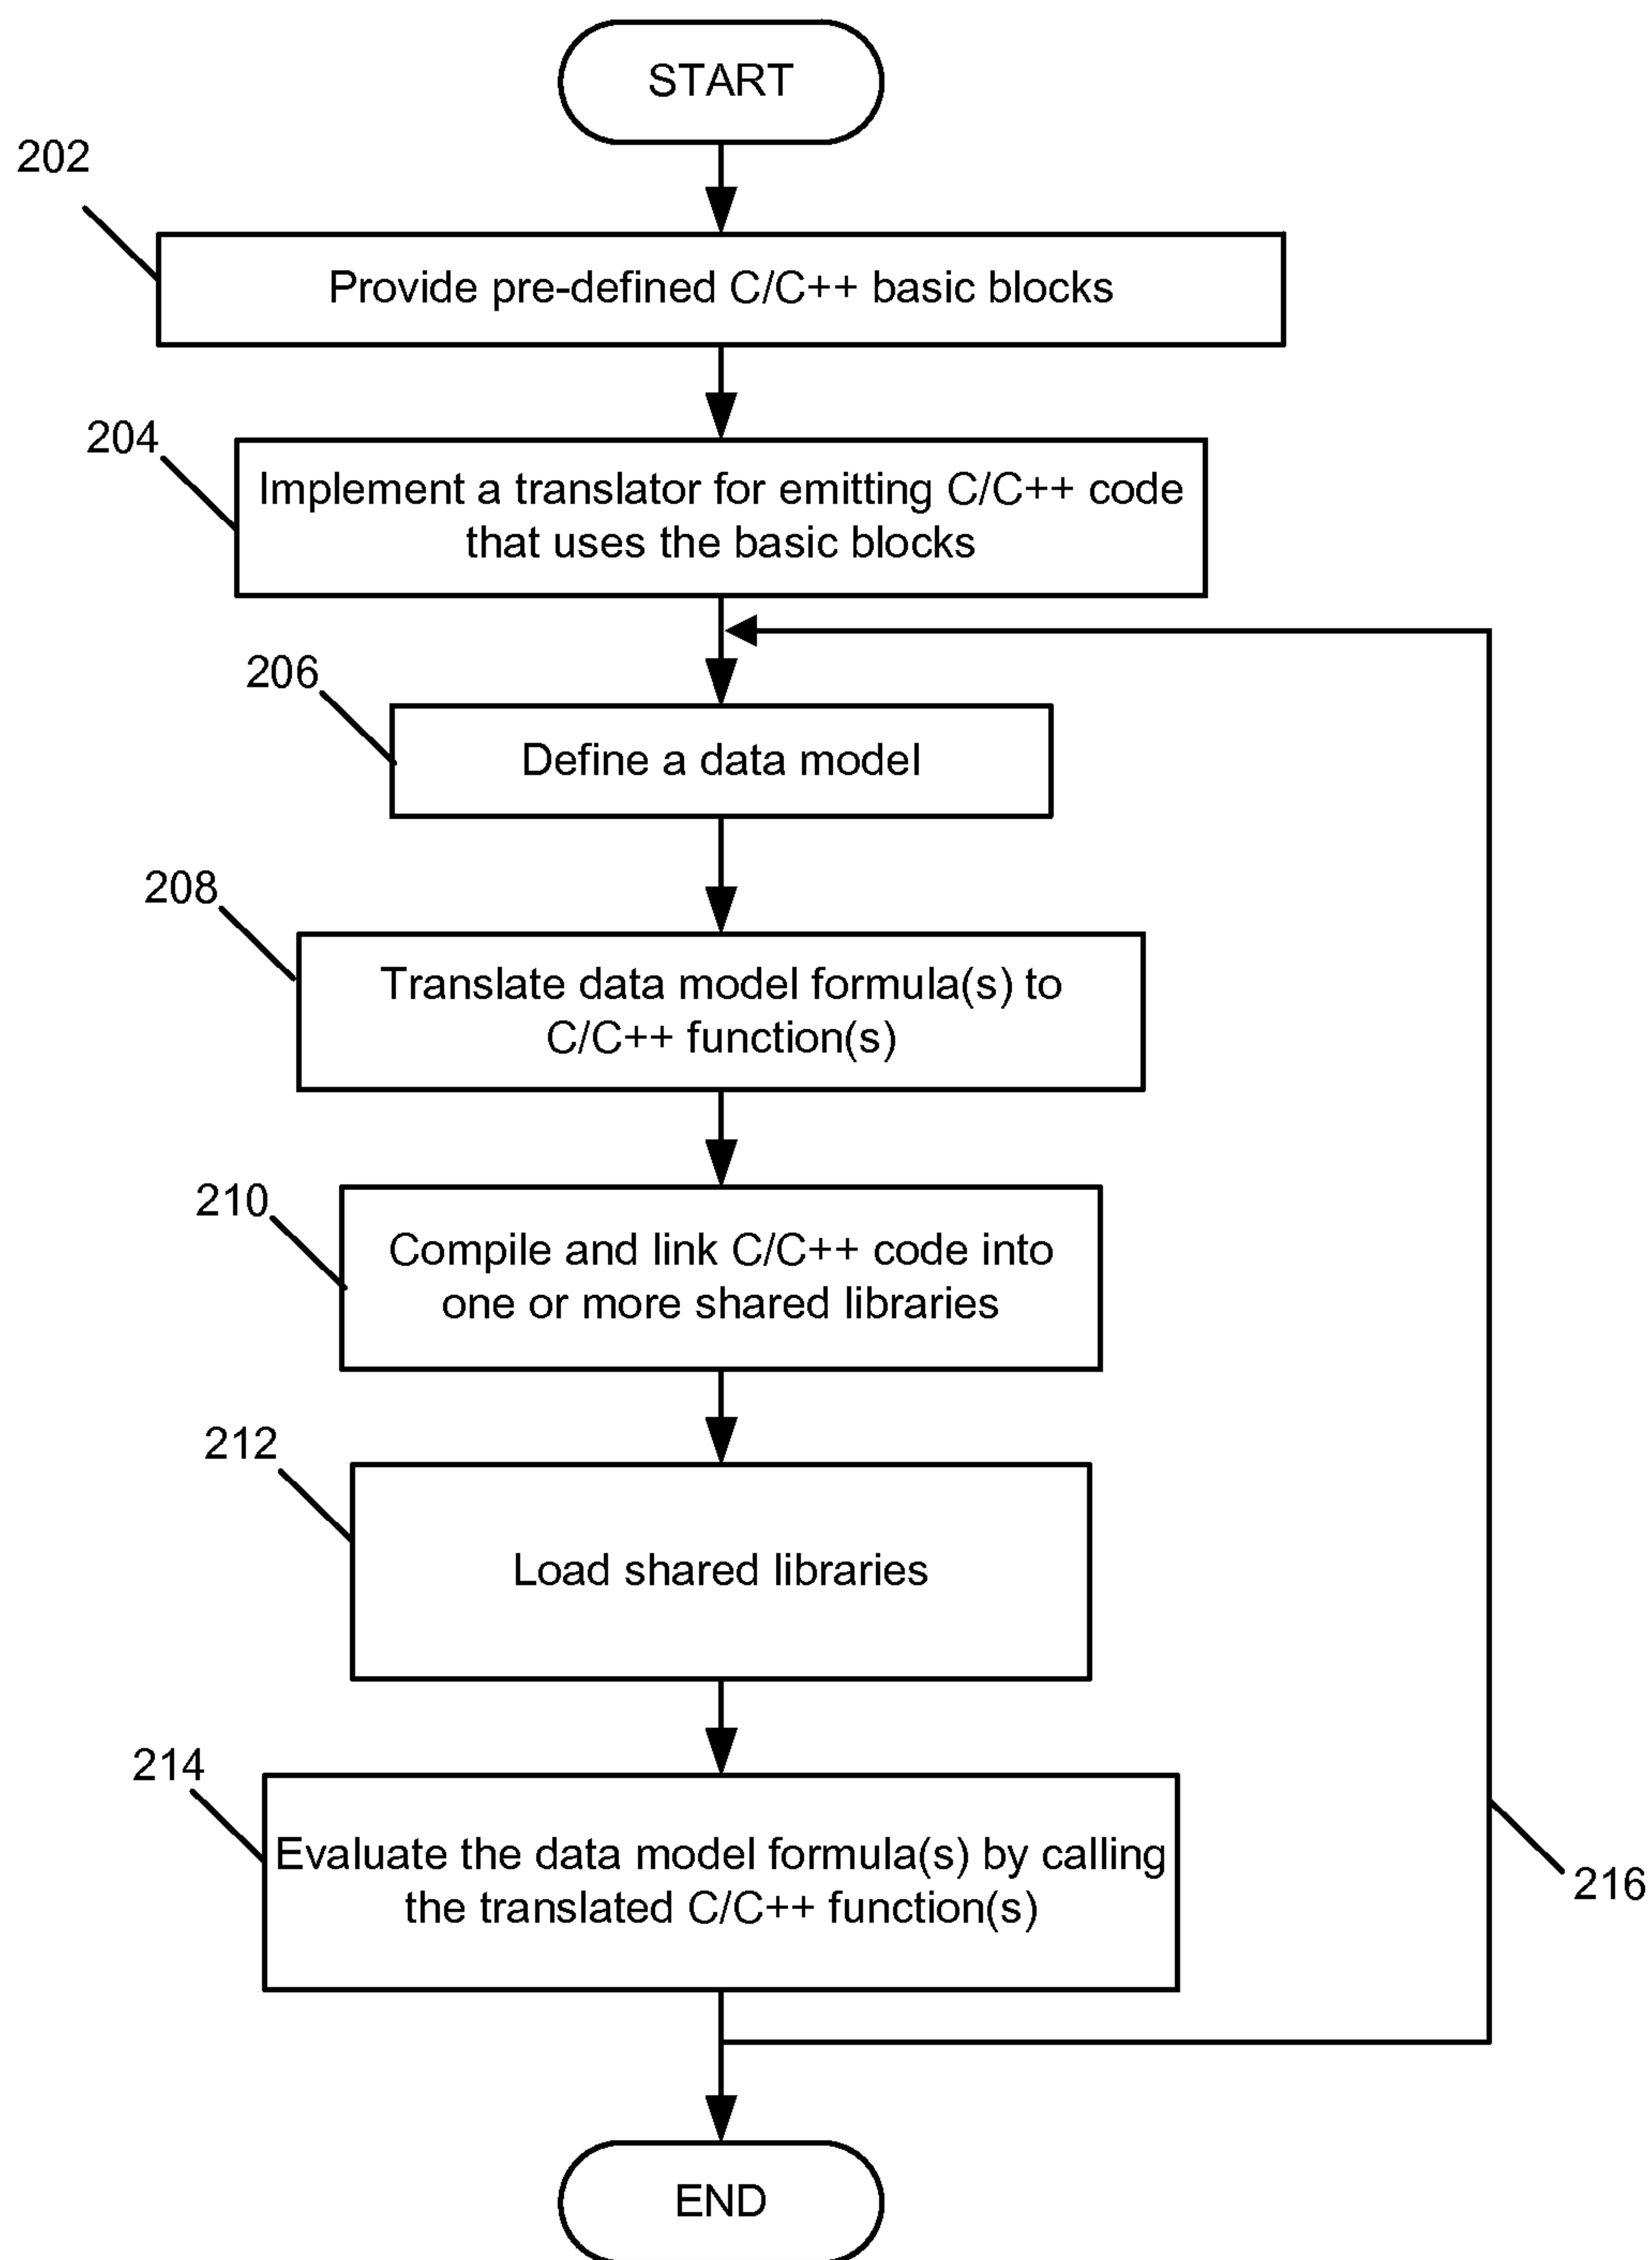 START
202
Provide pre-defined C/C++ basic blocks
204
Implement a translator for emitting C/C++ code
that uses the basic blocks
206
Define a data model
208
Translate data model formula(s) to
C/C++ function(s)
210
Compile and link C/C++ code into
one or more shared libraries
212
Load shared libraries
214
Evaluate the data model formula(s) by calling
the translated C/C++ function(s)
216
END